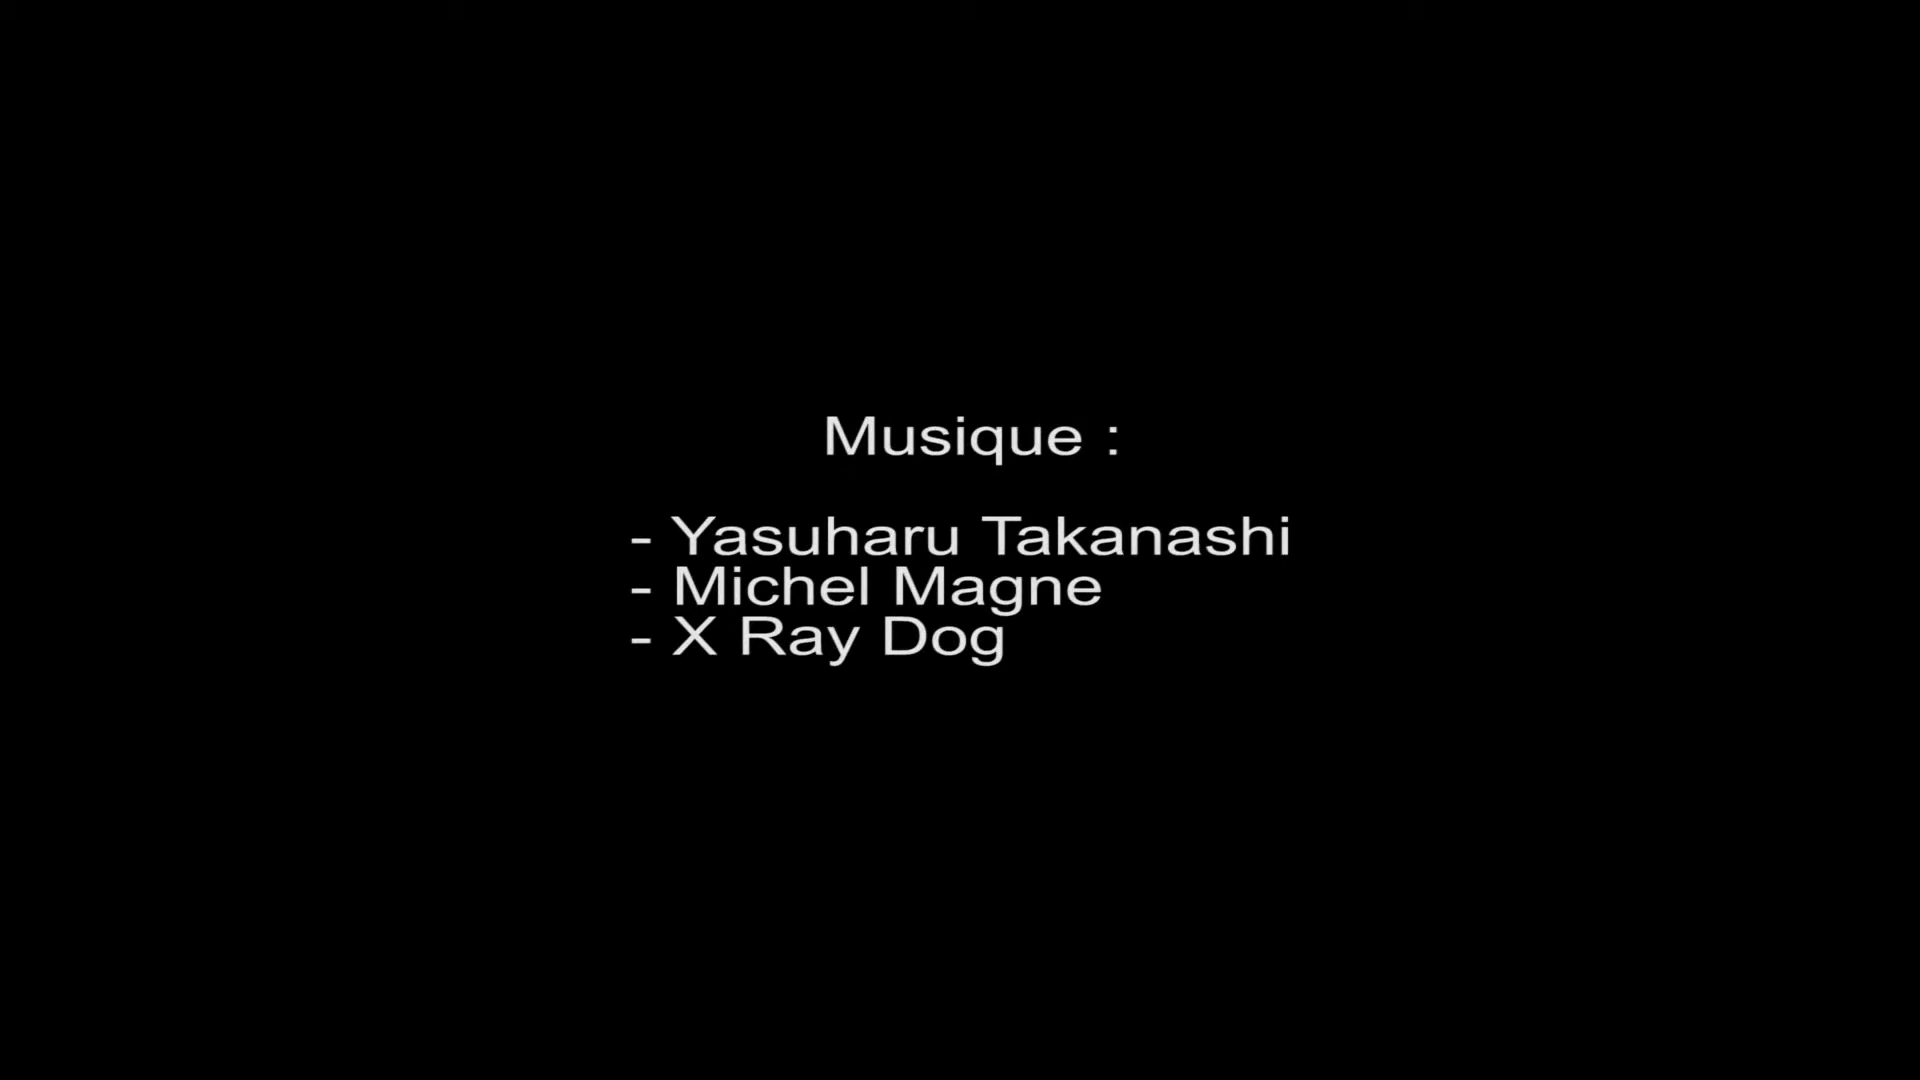 Musique :
- Yasuharu Takanashi
- Michel Magne
- X Ray Dog